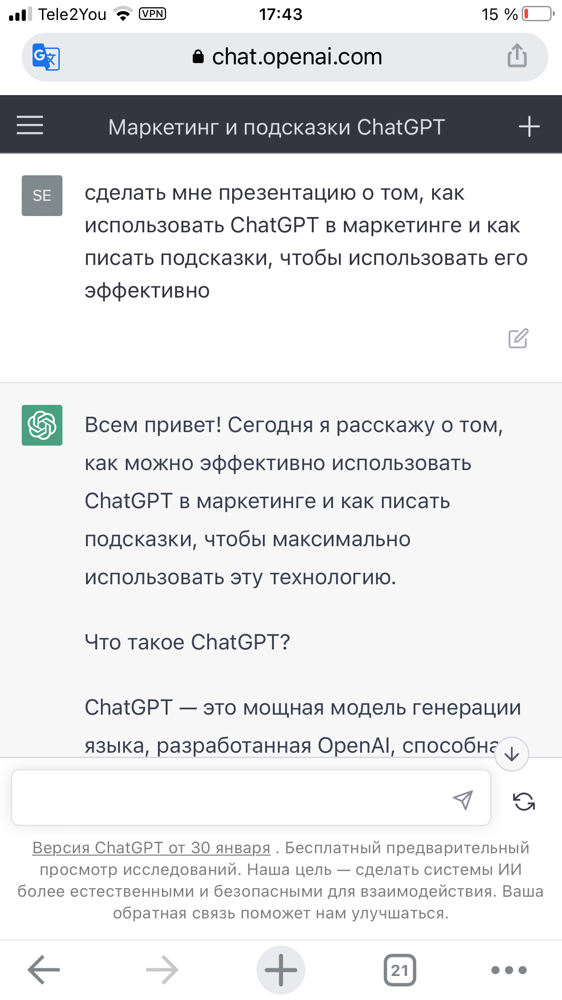 Tele2You VPN 17:43 15 %
chat.openai.com
Маркетинг и подсказки ChatGPT
SE
сделать мне презентацию о том, как
использовать ChatGPT в маркетинге и как
писать подсказки, чтобы использовать его
эффективно
Всем привет! Сегодня я расскажу о том,
как можно эффективно использовать
ChatGPT в маркетинге и как писать
подсказки, чтобы максимально
использовать эту технологию.
Что такое ChatGPT?
ChatGPT — это мощная модель генерации
языка, разработанная OpenAI, способна
Версия ChatGPT от 30 января . Бесплатный предварительный
просмотр исследований. Наша цель — сделать системы ИИ
более естественными и безопасными для взаимодействия. Ваша
обратная связь поможет нам улучшаться.
21